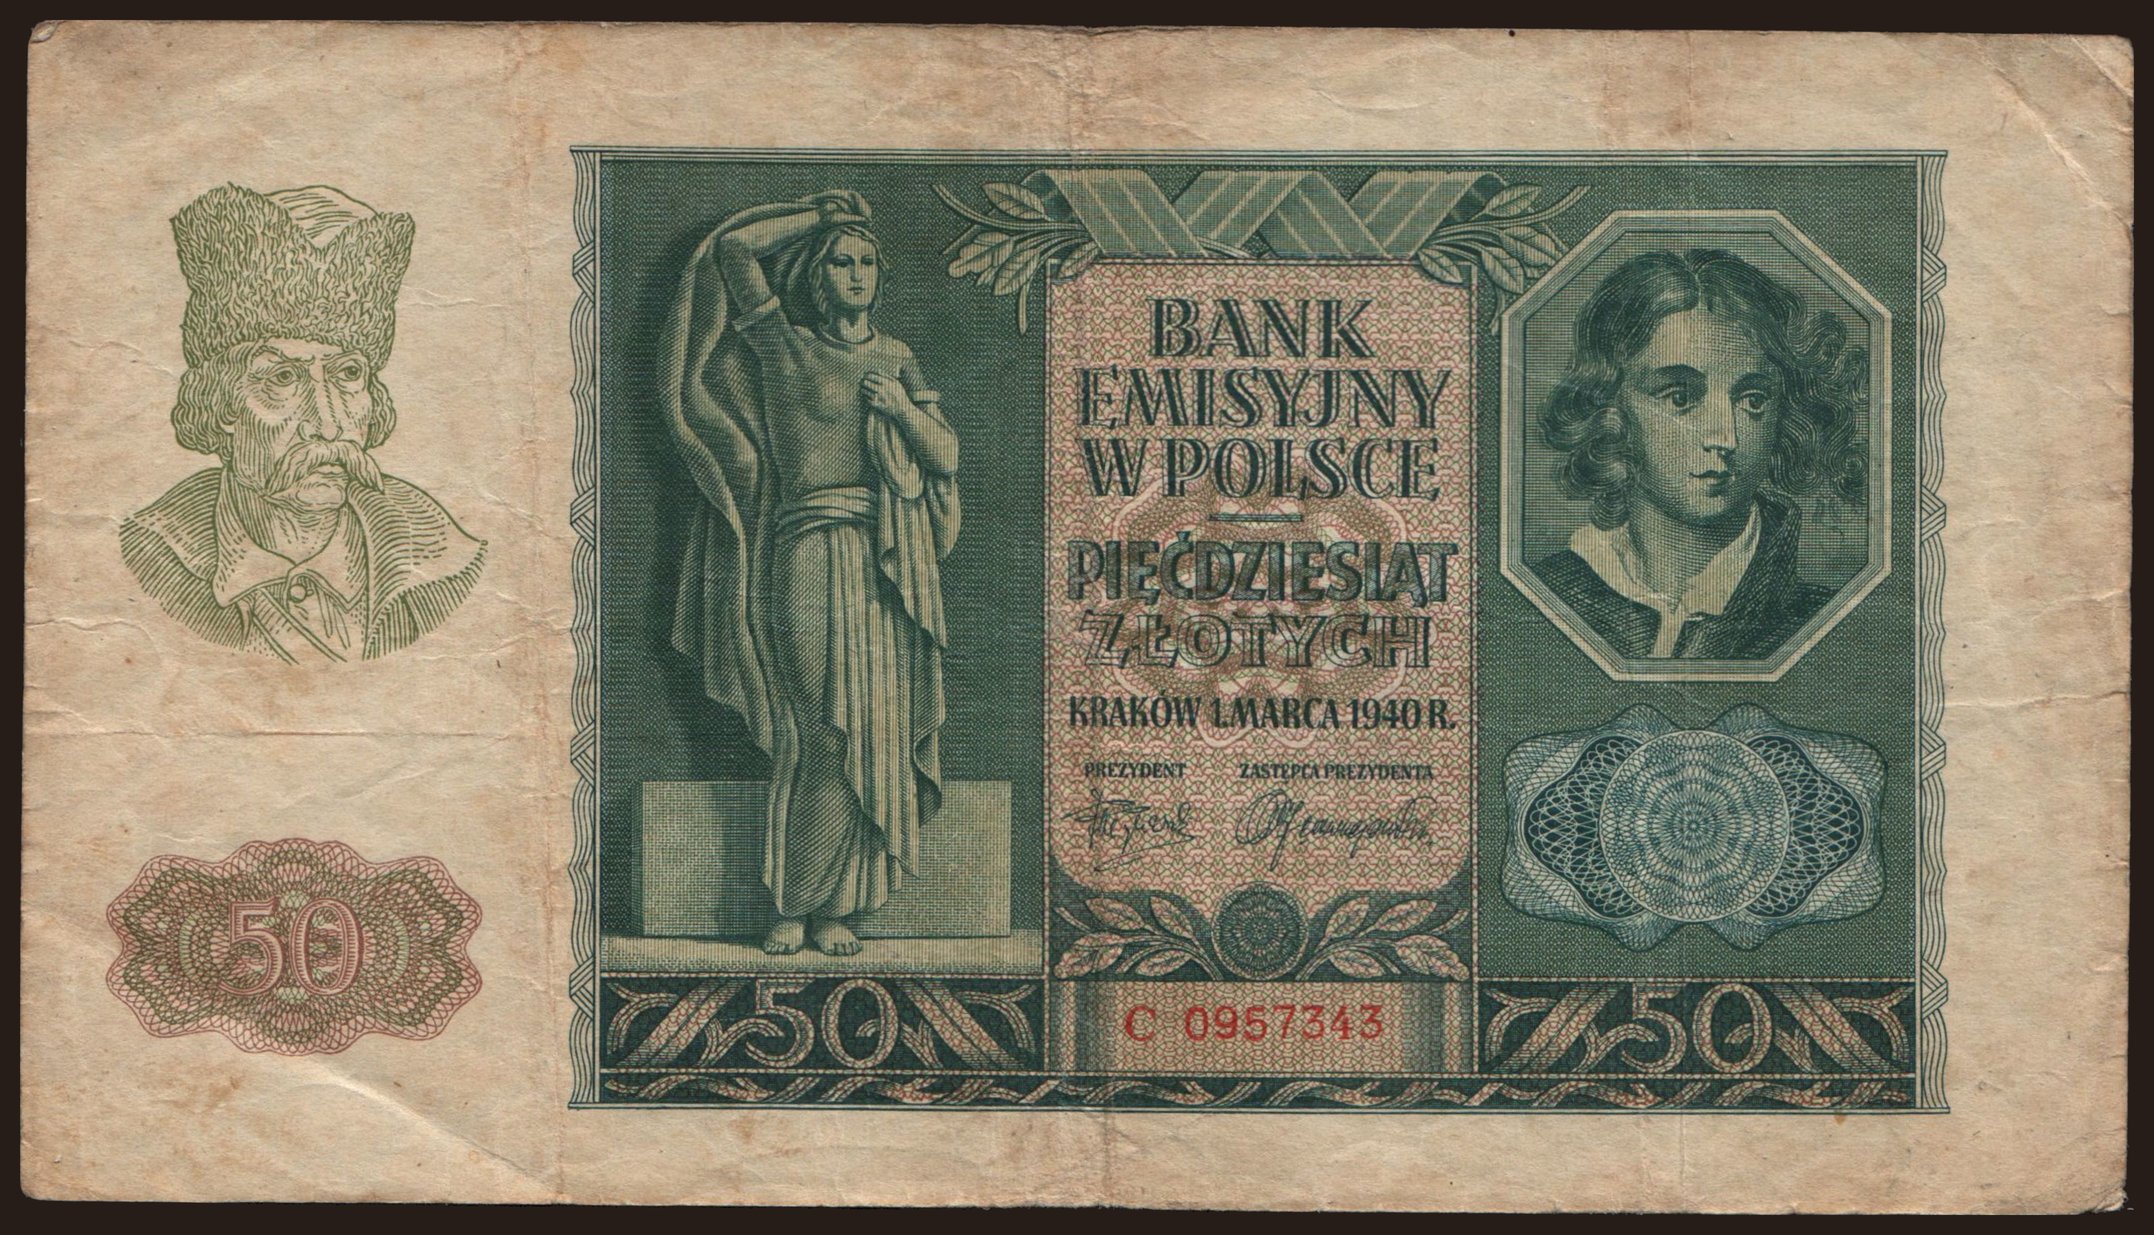 BANK
EMISYJNY
W POLSCE
PIĘĆDZIESIĄT
ZŁOTYCH
KRAKÓW 1. MARCA 1940 R.
PREZYDENT ZASTĘPCA PREZYDENTA
50
50 C 0957343 50